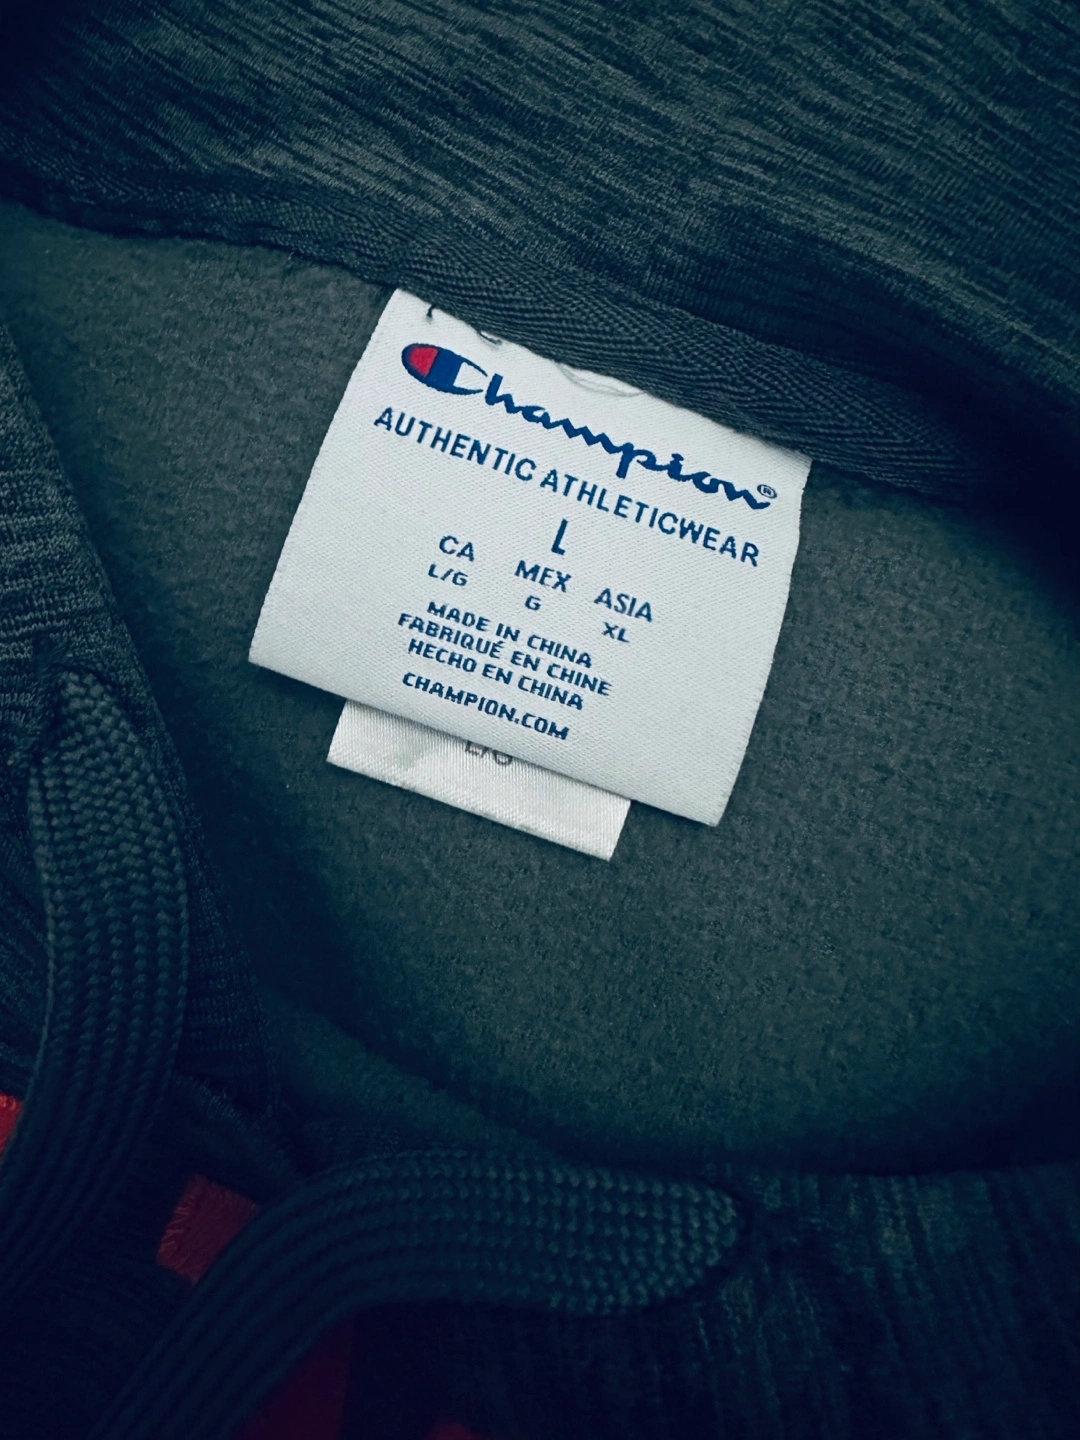 Champion®
AUTHENTIC ATHLETICWEAR
L
CA MEX ASIA
L/G G XL
MADE IN CHINA
FABRIQUÉ EN CHINE
HECHO EN CHINA
CHAMPION.COM